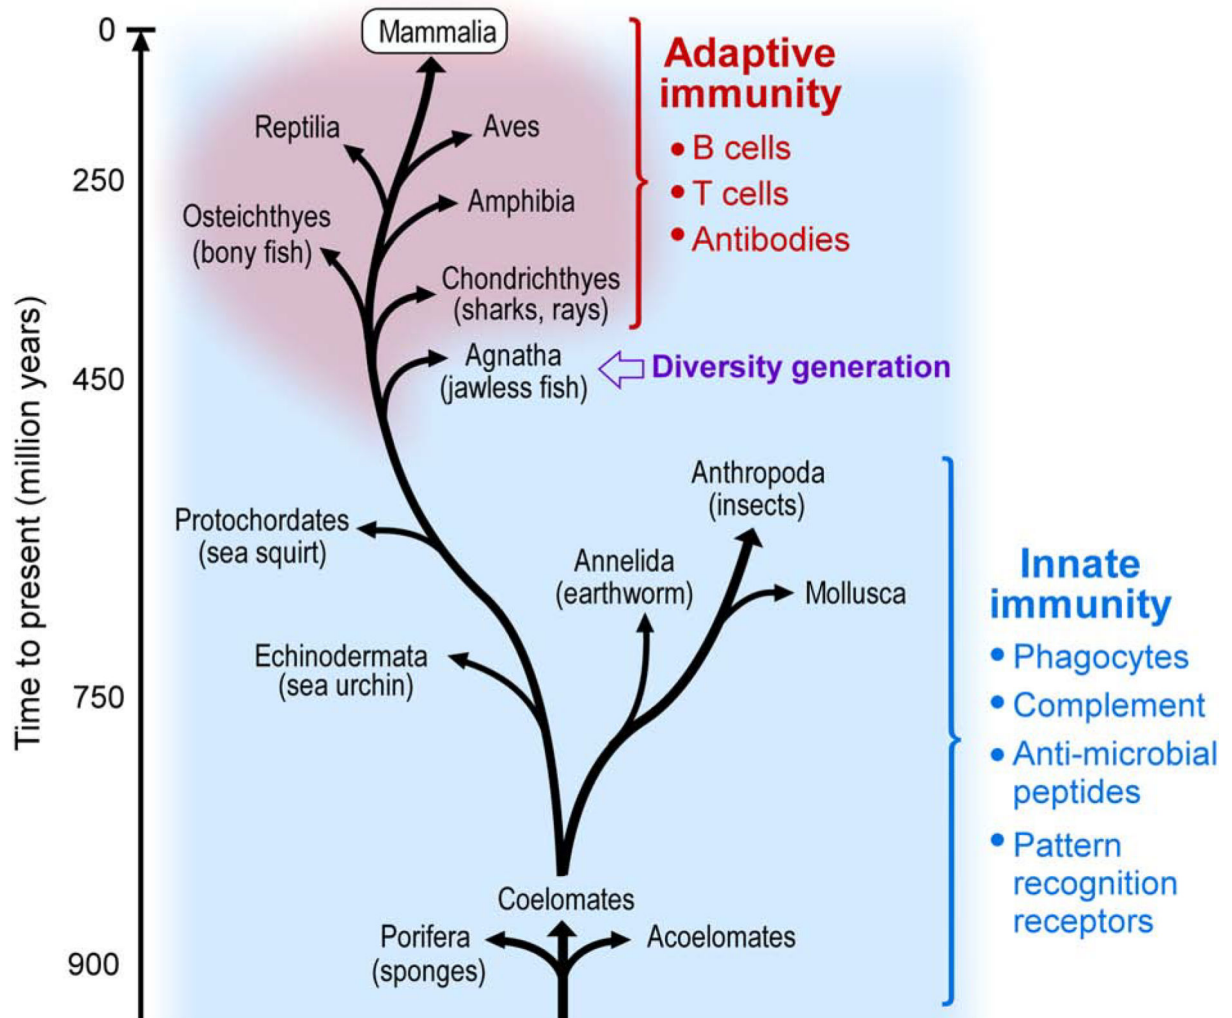 0
Mammalia
Adaptive
immunity
• B cells
• T cells
• Antibodies
Reptilia
Aves
250
Amphibia
Osteichthyes
(bony fish)
Chondrichthyes
(sharks, rays)
Agnatha
(jawless fish)
Diversity generation
450
Time to present (million years)
Anthropoda
(insects)
Protochordates
(sea squirt)
Annelida
(earthworm)
Mollusca
Echinodermata
(sea urchin)
750
Innate
immunity
• Phagocytes
• Complement
• Anti-microbial
peptides
• Pattern
recognition
receptors
Coelomates
Porifera
(sponges)
Acoelomates
900